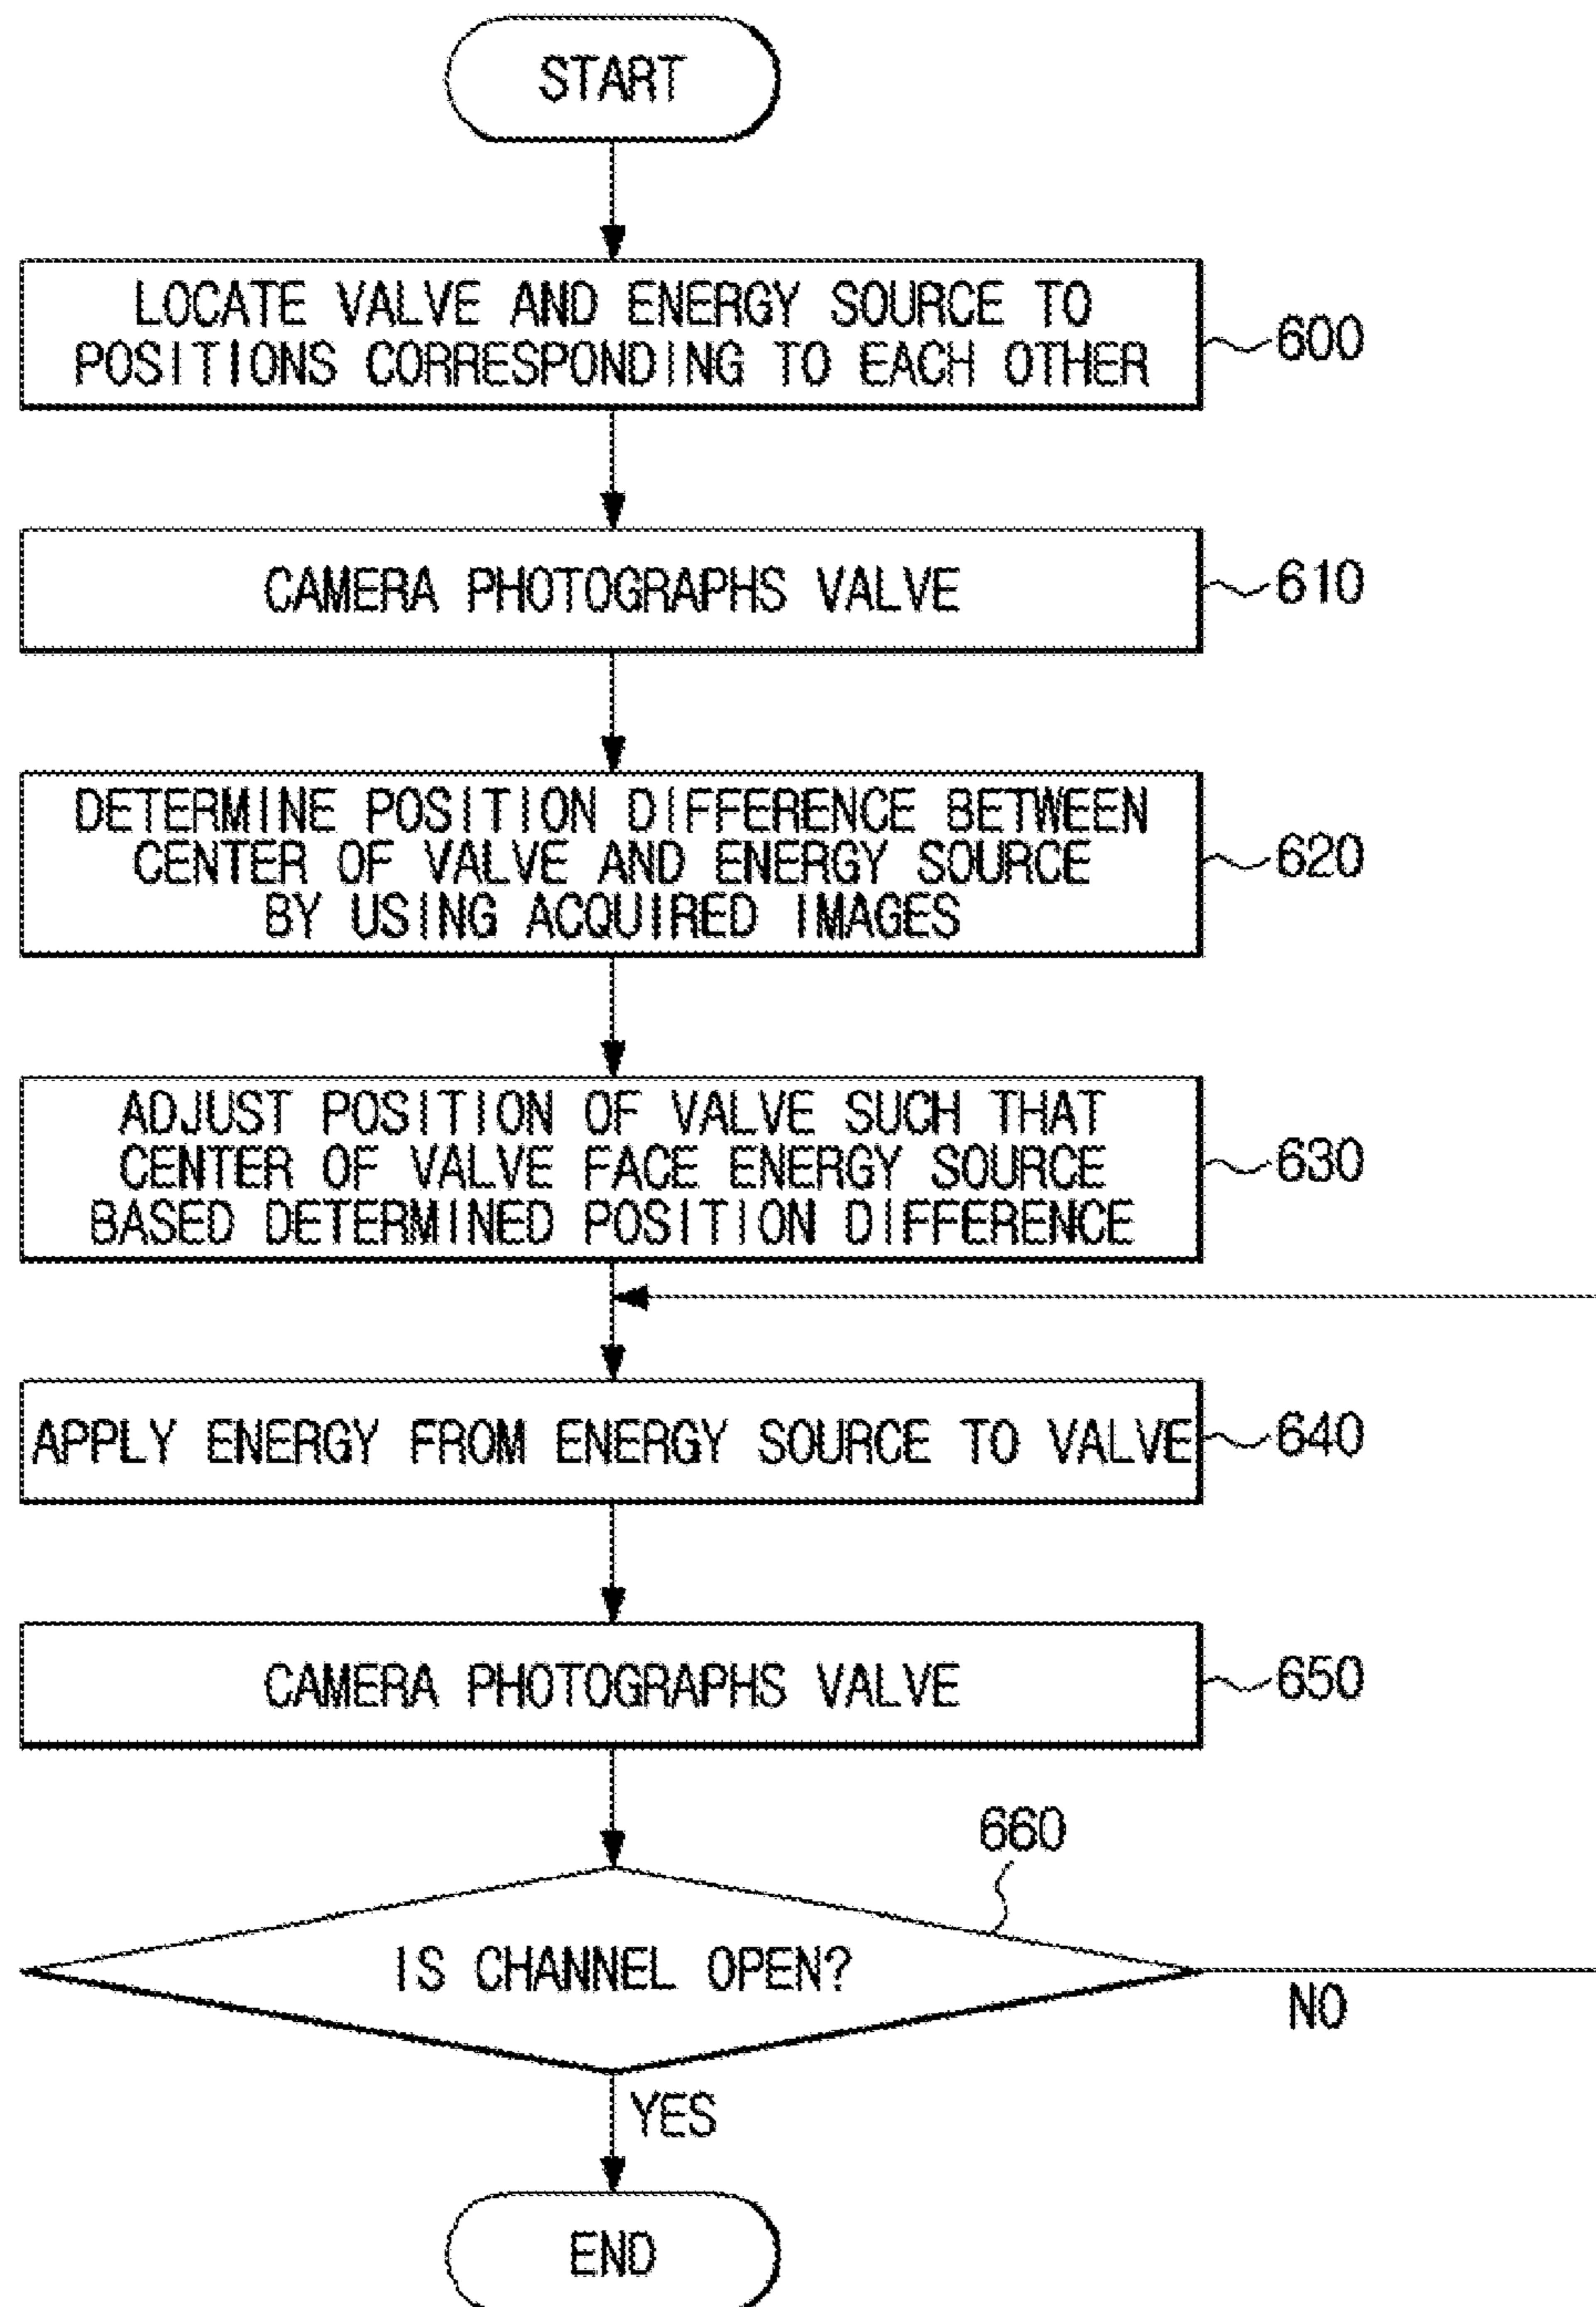 START
LOCATE VALVE AND ENERGY SOURCE TO
POSITIONS CORRESPONDING TO EACH OTHER
600
CAMERA PHOTOGRAPHS VALVE
610
DETERMINE POSITION DIFFERENCE BETWEEN
CENTER OF VALVE AND ENERGY SOURCE
BY USING ACQUIRED IMAGES
620
ADJUST POSITION OF VALVE SUCH THAT
CENTER OF VALVE FACE ENERGY SOURCE
BASED DETERMINED POSITION DIFFERENCE
630
APPLY ENERGY FROM ENERGY SOURCE TO VALVE
640
CAMERA PHOTOGRAPHS VALVE
650
660
IS CHANNEL OPEN?
NO
YES
END